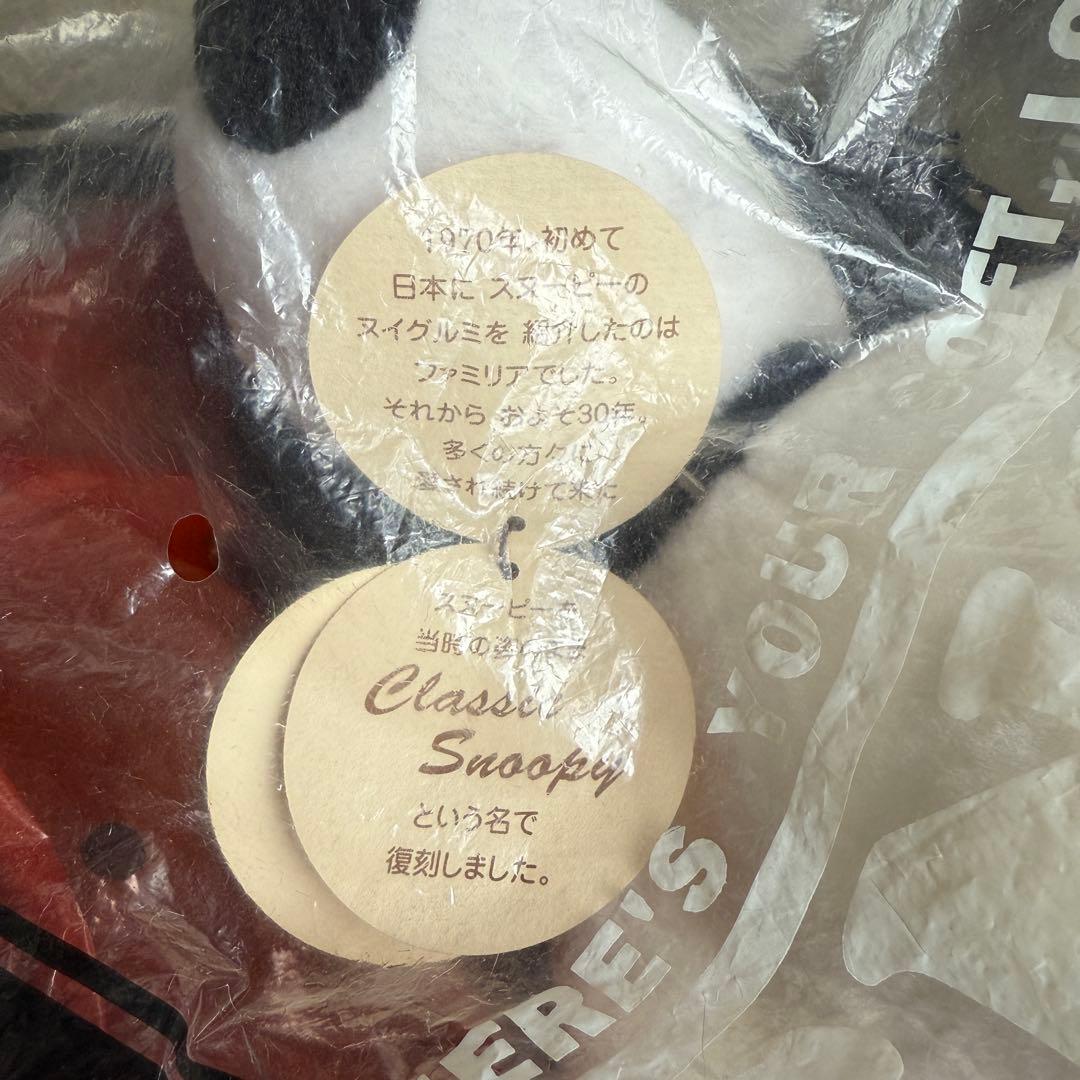 1970年、初めて
日本に スヌーピーの
ヌイグルミを 紹介したのは
ファミリアでした。
それから およそ30年。
多くの方々に
愛され続けて来た
スヌーピーを
当時の姿のまま
Classic
Snoopy
という名で
復刻しました。
YOUR